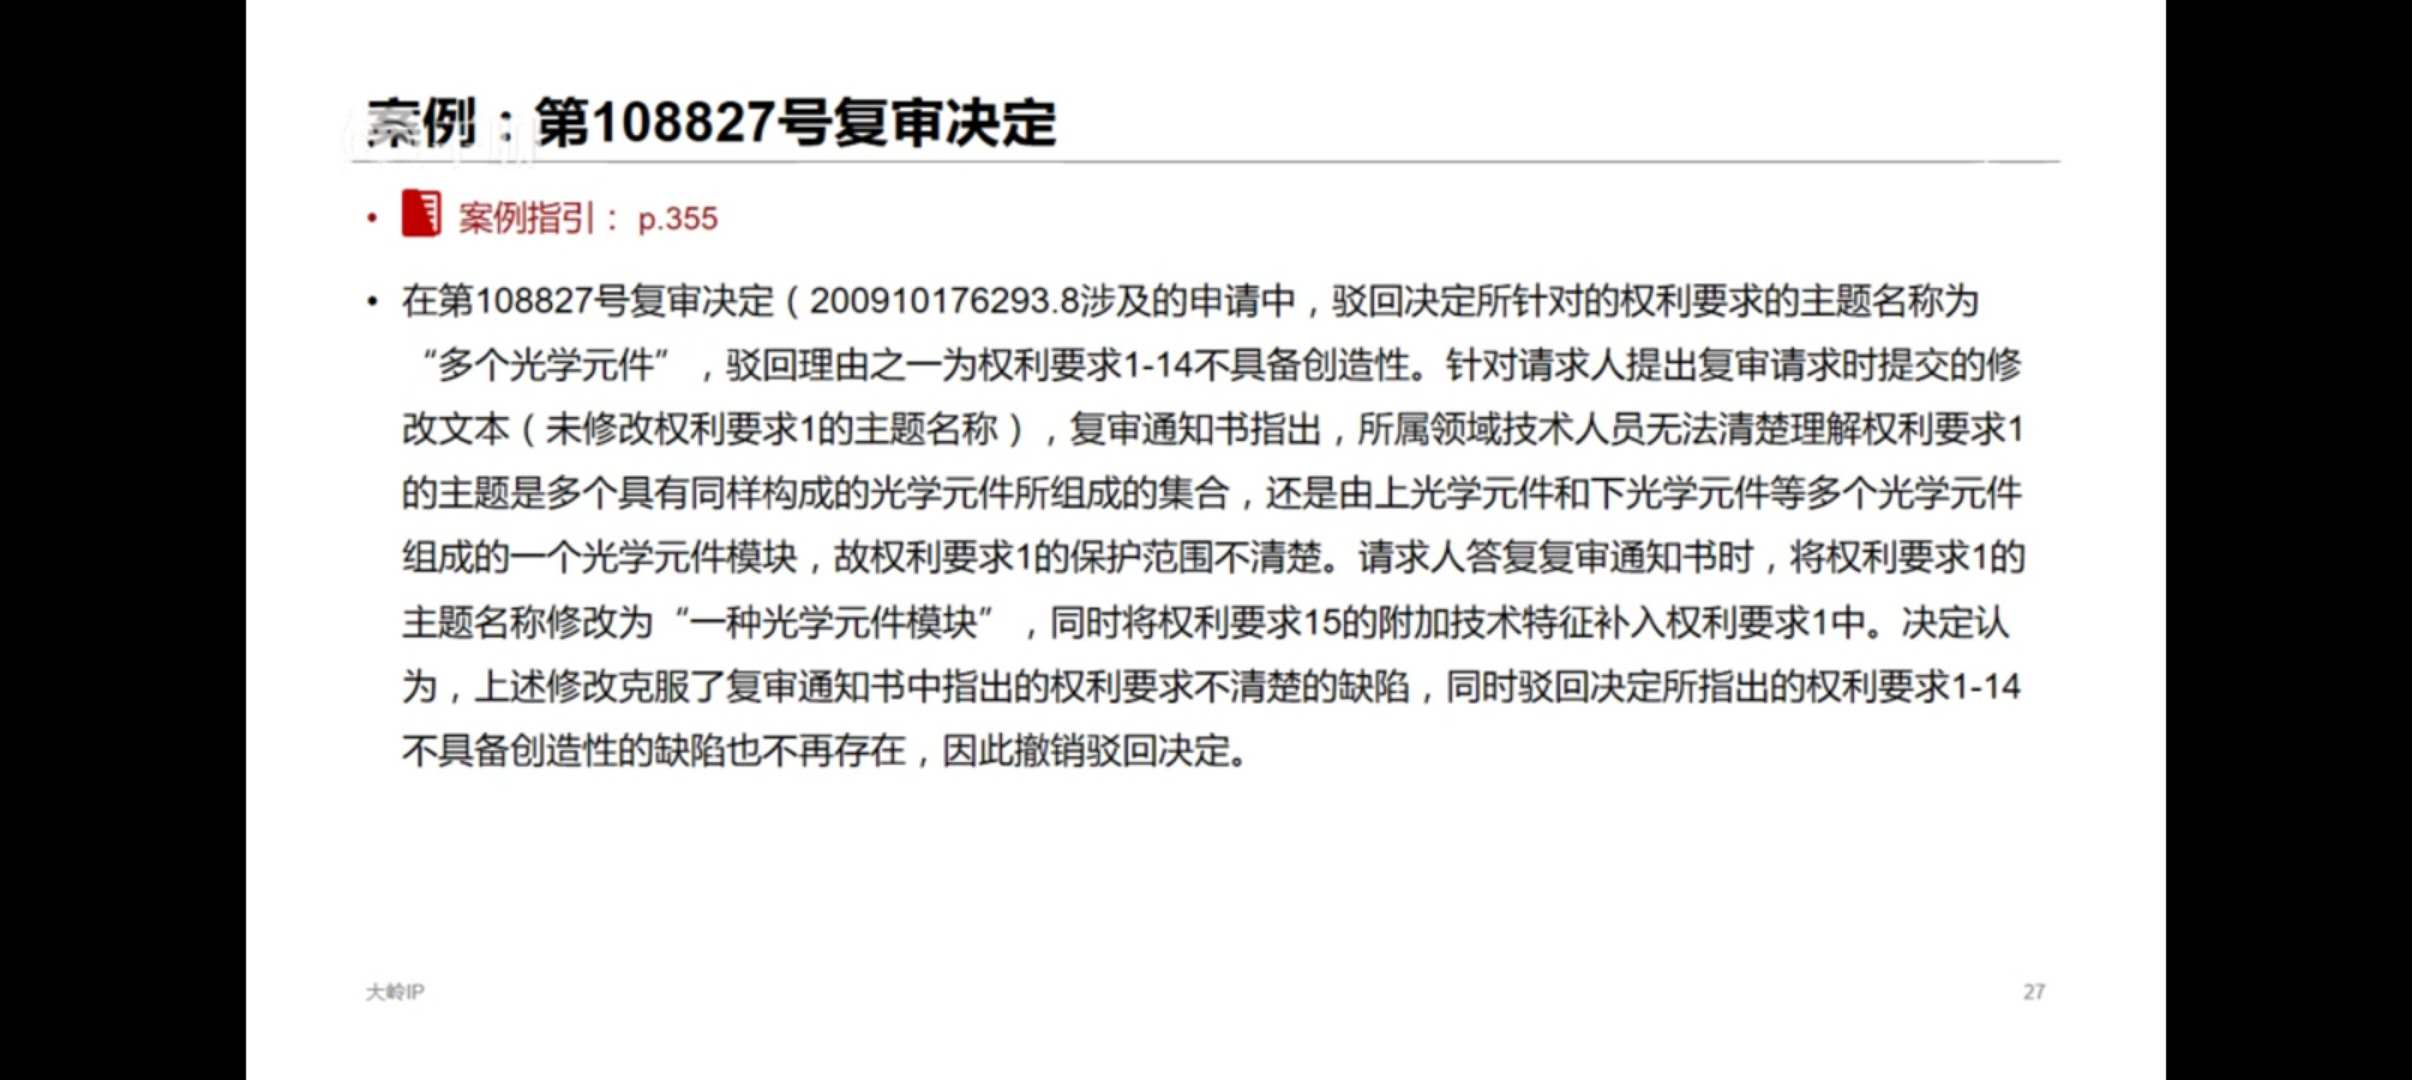 案例：第108827号复审决定
• 案例指引： p.355
• 在第108827号复审决定（200910176293.8涉及的申请中，驳回决定所针对的权利要求的主题名称为
“多个光学元件”，驳回理由之一为权利要求1-14不具备创造性。针对请求人提出复审请求时提交的修
改文本（未修改权利要求1的主题名称），复审通知书指出，所属领域技术人员无法清楚理解权利要求1
的主题是多个具有同样构成的光学元件所组成的集合，还是由上光学元件和下光学元件等多个光学元件
组成的一个光学元件模块，故权利要求1的保护范围不清楚。请求人答复复审通知书时，将权利要求1的
主题名称修改为“一种光学元件模块”，同时将权利要求15的附加技术特征补入权利要求1中。决定认
为，上述修改克服了复审通知书中指出的权利要求不清楚的缺陷，同时驳回决定所指出的权利要求1-14
不具备创造性的缺陷也不再存在，因此撤销驳回决定。
大岭IP
27